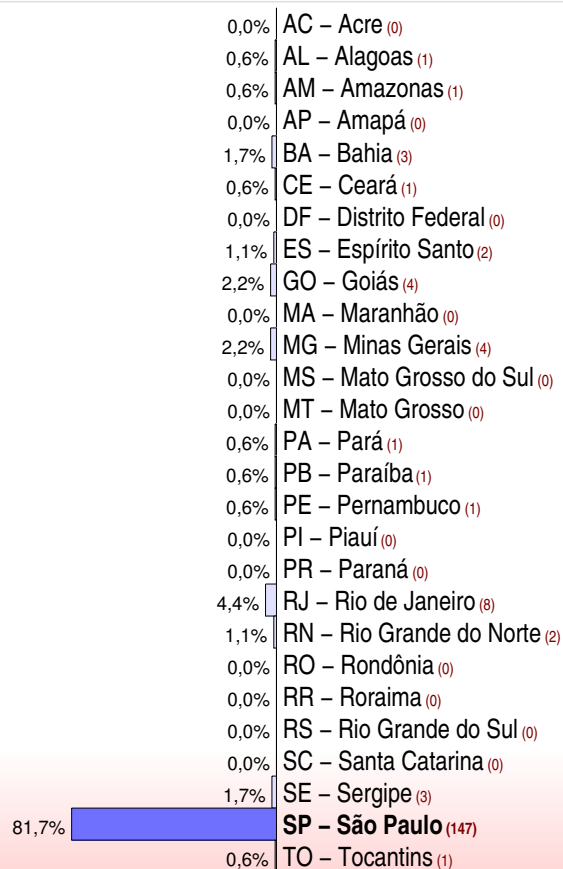 0,0% AC – Acre (0)
0,6% AL – Alagoas (1)
0,6% AM – Amazonas (1)
0,0% AP – Amapá (0)
1,7% BA – Bahia (3)
0,6% CE – Ceará (1)
0,0% DF – Distrito Federal (0)
1,1% ES – Espírito Santo (2)
2,2% GO – Goiás (4)
0,0% MA – Maranhão (0)
2,2% MG – Minas Gerais (4)
0,0% MS – Mato Grosso do Sul (0)
0,0% MT – Mato Grosso (0)
0,6% PA – Pará (1)
0,6% PB – Paraíba (1)
0,6% PE – Pernambuco (1)
0,0% PI – Piauí (0)
0,0% PR – Paraná (0)
4,4% RJ – Rio de Janeiro (8)
1,1% RN – Rio Grande do Norte (2)
0,0% RO – Rondônia (0)
0,0% RR – Roraima (0)
0,0% RS – Rio Grande do Sul (0)
0,0% SC – Santa Catarina (0)
1,7% SE – Sergipe (3)
81,7% SP – São Paulo (147)
0,6% TO – Tocantins (1)